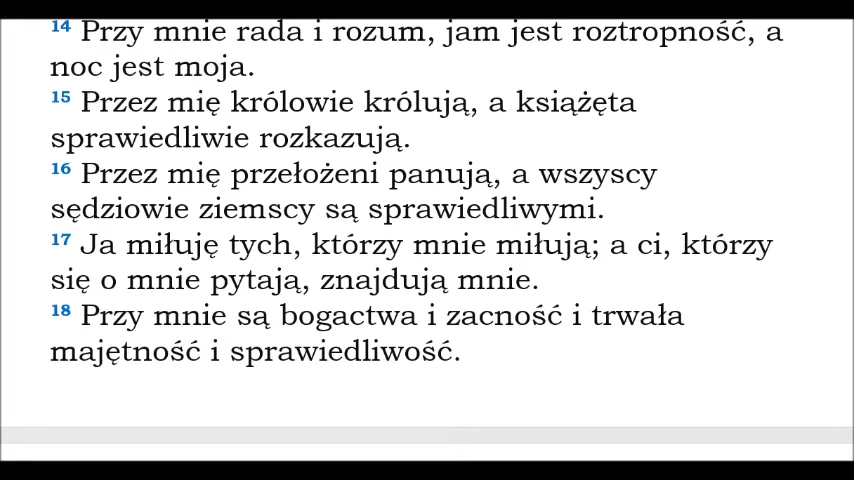 14 Przy mnie rada i rozum, jam jest roztropność, a
noc jest moja.
15 Przez mię królowie królują, a książęta
sprawiedliwie rozkazują.
16 Przez mię przełożeni panują, a wszyscy
sędziowie ziemscy są sprawiedliwymi.
17 Ja miłuję tych, którzy mnie miłują; a ci, którzy
się o mnie pytają, znajdują mnie.
18 Przy mnie są bogactwa i zacność i trwała
majętność i sprawiedliwość.